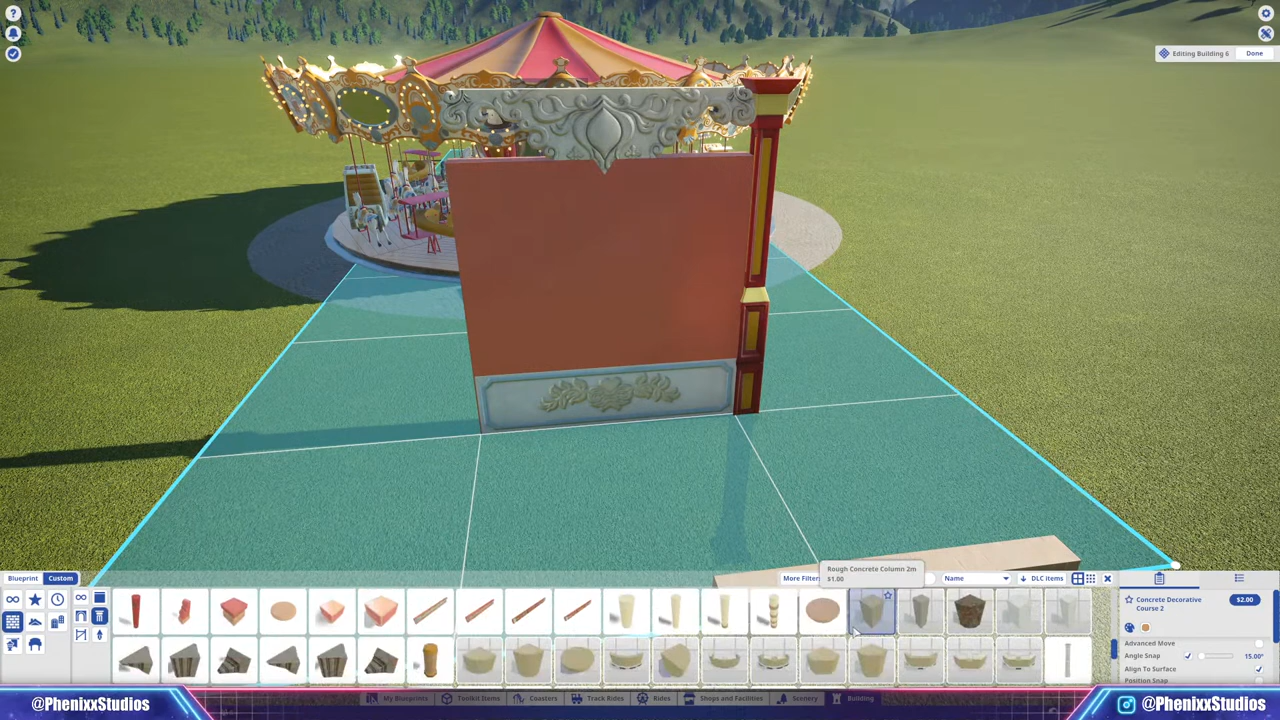 ?
Editing Building 6
Done
Rough Concrete Column 2m
$1.00
Blueprint
Custom
More Filter
Name
DLC items
Concrete Decorative
Course 2
$2.00
Advanced Move
Angle Snap
15.00°
Align To Surface
Position Snap
@PhenixxStudios
My Blueprints
Toolkit Items
Coasters
Track Rides
Rides
Shops and Facilities
Scenery
Building
@PhenixxStudios